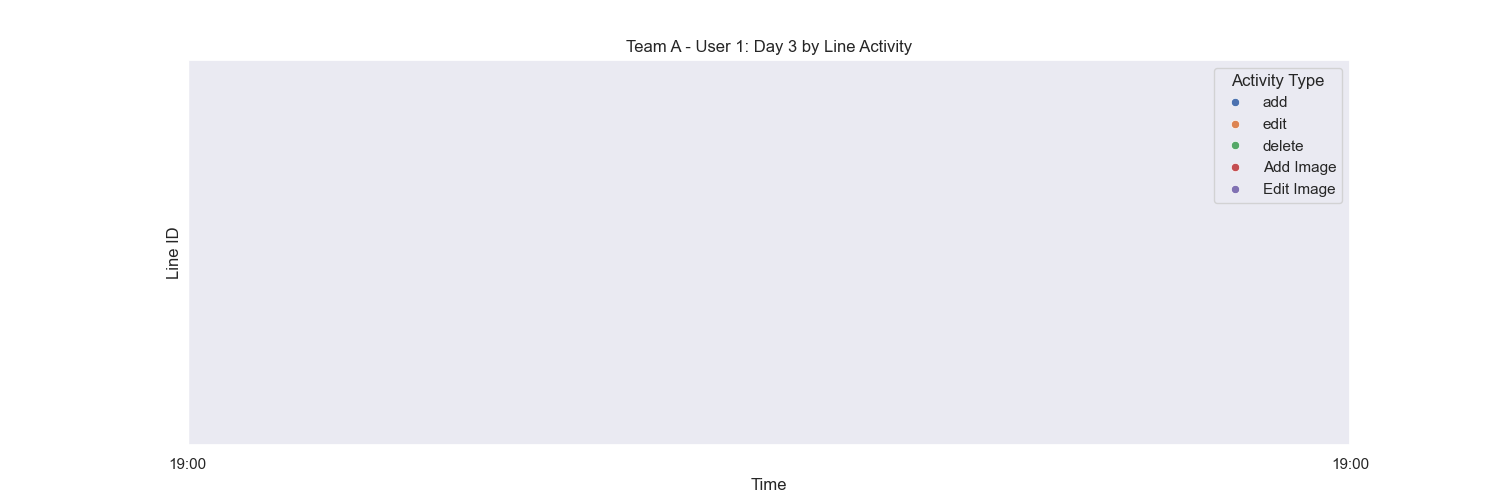 Team A - User 1: Day 3 by Line Activity
Activity Type
add
edit
delete
Add Image
Edit Image
Line ID
19:00
19:00
Time